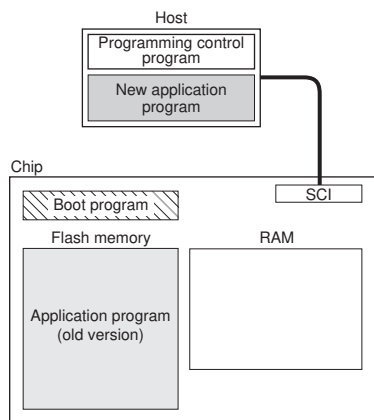 Host
Programming control
program
New application
program
Chip
SCI
Boot program
Flash memory
RAM
Application program
(old version)